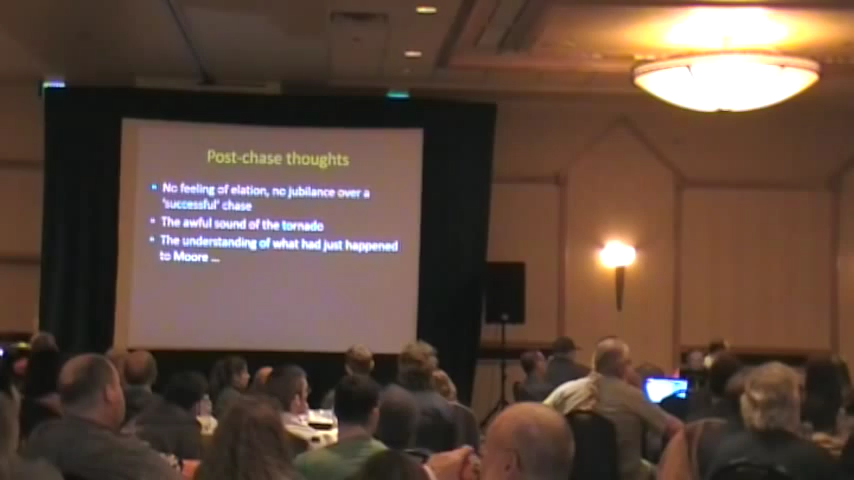 Post-chase thoughts
• No feeling of elation, no jubilance over a
'successful' chase
• The awful sound of the tornado
• The understanding of what had just happened
to Moore ...